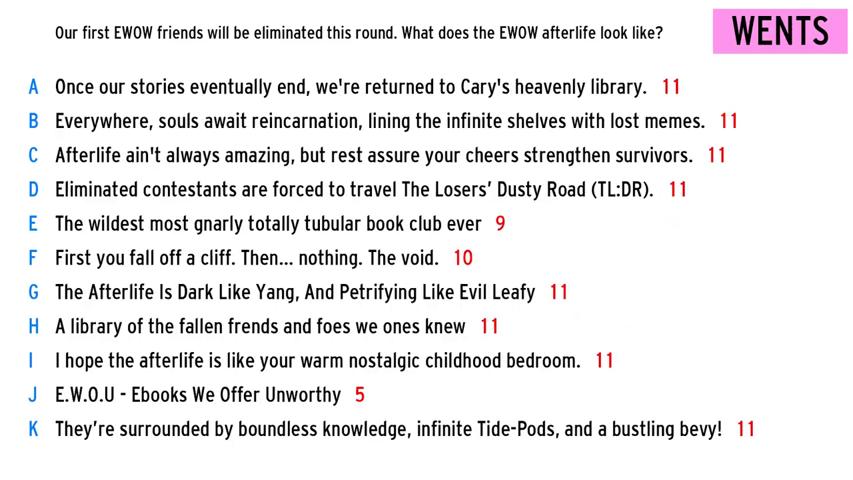 Our first EWOW friends will be eliminated this round. What does the EWOW afterlife look like?
WENTS
A Once our stories eventually end, we're returned to Cary's heavenly library. 11
B Everywhere, souls await reincarnation, lining the infinite shelves with lost memes. 11
C Afterlife ain't always amazing, but rest assure your cheers strengthen survivors. 11
D Eliminated contestants are forced to travel The Losers’ Dusty Road (TL:DR). 11
E The wildest most gnarly totally tubular book club ever 9
F First you fall off a cliff. Then... nothing. The void. 10
G The Afterlife Is Dark Like Yang, And Petrifying Like Evil Leafy 11
H A library of the fallen frends and foes we ones knew 11
I I hope the afterlife is like your warm nostalgic childhood bedroom. 11
J E.W.O.U - Ebooks We Offer Unworthy 5
K They’re surrounded by boundless knowledge, infinite Tide-Pods, and a bustling bevy! 11